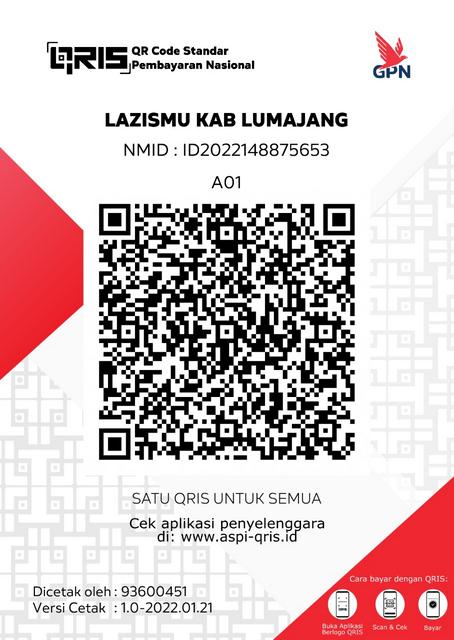 QRIS QR Code Standar
Pembayaran Nasional
GPN
LAZISMU KAB LUMAJANG
NMID : ID2022148875653
A01
SATU QRIS UNTUK SEMUA
Cek aplikasi penyelenggara
di: www.aspi-qris.id
Dicetak oleh : 93600451
Versi Cetak : 1.0-2022.01.21
Cara bayar dengan QRIS:
Buka Aplikasi
Berlogo QRIS
Scan & Cek
Bayar